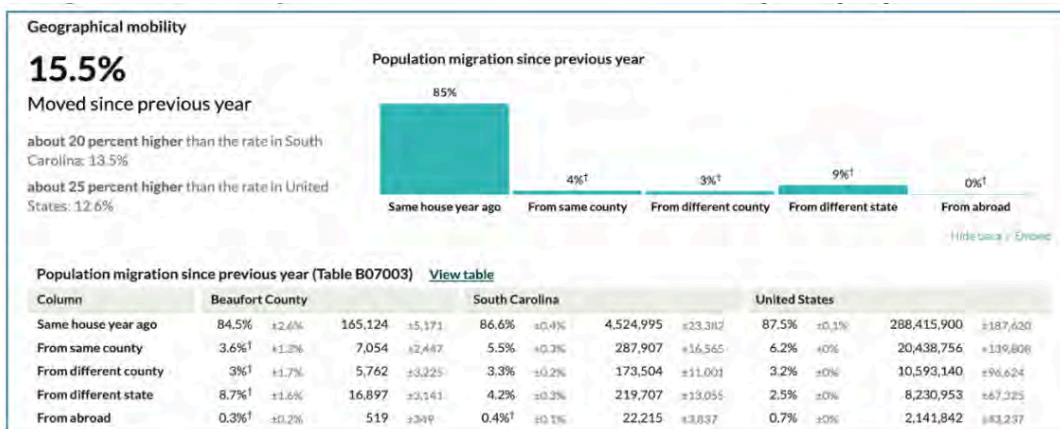 Geographical mobility
15.5%
Moved since previous year
about 20 percent higher than the rate in South
Carolina: 13.5%
about 25 percent higher than the rate in United
States: 12.6%
Population migration since previous year
85%
4%†
3%†
9%†
0%†
Same house year ago From same county From different county From different state From abroad
Hide data / Embed
Population migration since previous year (Table B07003) View table
Column Beaufort County South Carolina United States
Same house year ago 84.5% ±2.6% 165,124 ±5,171 86.6% ±0.4% 4,524,995 ±23,382 87.5% ±0.1% 288,415,900 ±187,620
From same county 3.6%† ±1.2% 7,054 ±2,447 5.5% ±0.3% 287,907 ±16,565 6.2% ±0% 20,438,756 ±139,808
From different county 3%† ±1.7% 5,762 ±3,225 3.3% ±0.2% 173,504 ±11,001 3.2% ±0% 10,593,140 ±96,624
From different state 8.7%† ±1.6% 16,897 ±3,141 4.2% ±0.3% 219,707 ±13,055 2.5% ±0% 8,230,953 ±67,325
From abroad 0.3%† ±0.2% 519 ±349 0.4%† ±0.1% 22,215 ±3,837 0.7% ±0% 2,141,842